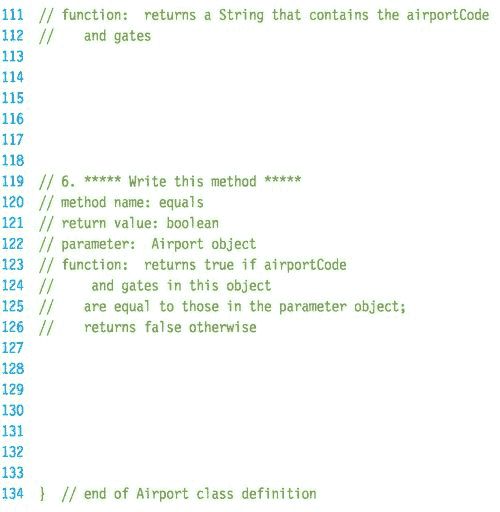 111 // function:  returns a String that contains the airportCode
112 //    and gates
113
114
115
116
117
118
119 // 6. ***** Write this method *****
120 // method name: equals
121 // return value: boolean
122 // parameter:  Airport object
123 // function:  returns true if airportCode
124 //     and gates in this object
125 //    are equal to those in the parameter object;
126 //    returns false otherwise
127
128
129
130
131
132
133
134 }  // end of Airport class definition